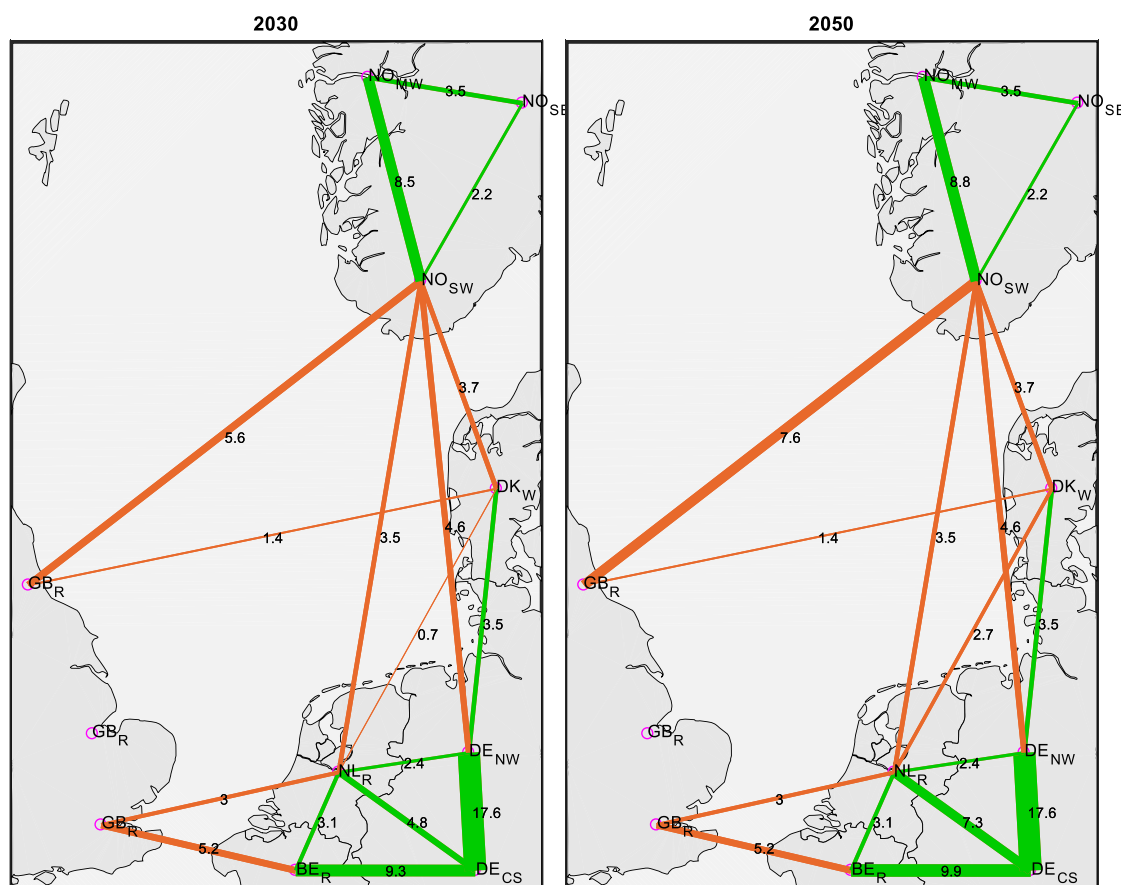 2030
NO_MW
3.5
NO_SE
8.5
2.2
NO_SW
3.7
5.6
DK_W
4.6
1.4
3.5
GB_R
0.7
3.5
GB_R
DE_NW
2.4
NL_R
17.6
3
4.8
GB_R
3.1
5.2
BE_R
9.3
DE_CS
2050
NO_MW
3.5
NO_SE
8.8
2.2
NO_SW
3.7
7.6
DK_W
4.6
1.4
3.5
GB_R
2.7
3.5
GB_R
DE_NW
2.4
NL_R
17.6
3
7.3
GB_R
3.1
5.2
BE_R
9.9
DE_CS